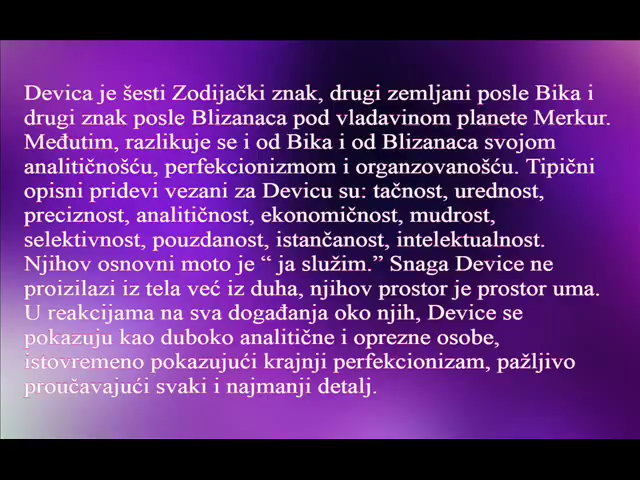 Devica je šesti Zodijački znak, drugi zemljani posle Bika i
drugi znak posle Blizanaca pod vladavinom planete Merkur.
Međutim, razlikuje se i od Bika i od Blizanaca svojom
analitičnošću, perfekcionizmom i organzovanošću. Tipični
opisni pridevi vezani za Devicu su: tačnost, urednost,
preciznost, analitičnost, ekonomičnost, mudrost,
selektivnost, pouzdanost, istančanost, intelektualnost.
Njihov osnovni moto je “ ja služim.” Snaga Device ne
proizilazi iz tela već iz duha, njihov prostor je prostor uma.
U reakcijama na sva događanja oko njih, Device se
pokazuju kao duboko analitične i oprezne osobe,
istovremeno pokazujući krajnji perfekcionizam, pažljivo
proučavajući svaki i najmanji detalj.